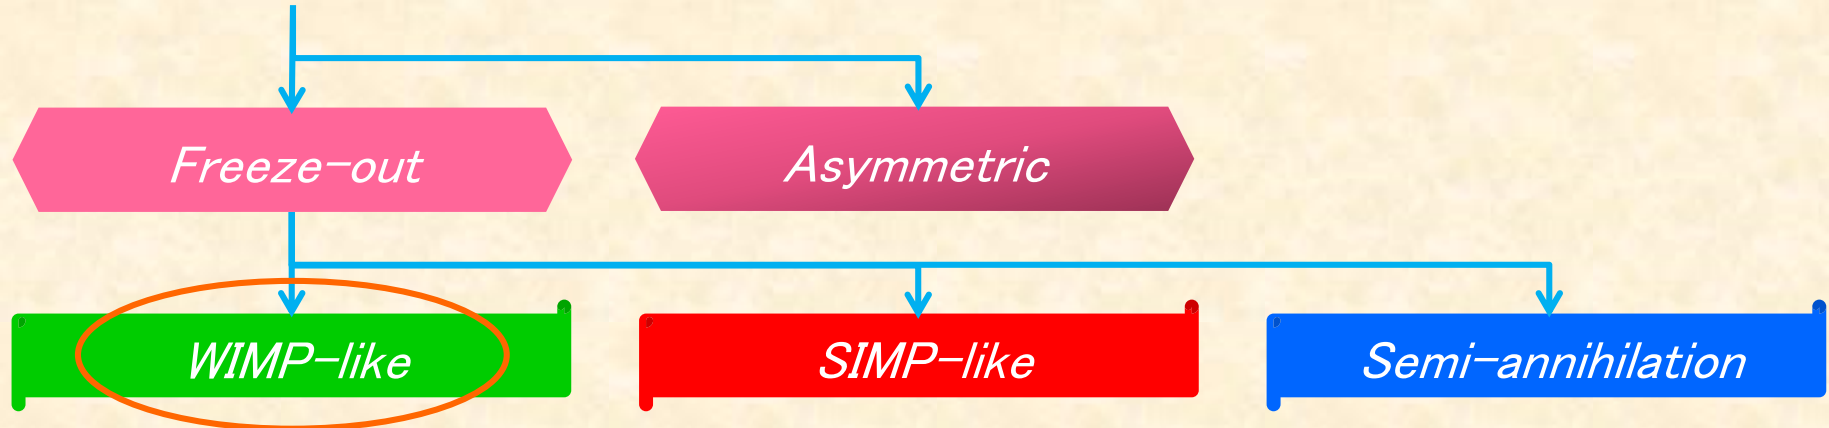 Freeze-out
Asymmetric
WIMP-like
SIMP-like
Semi-annihilation